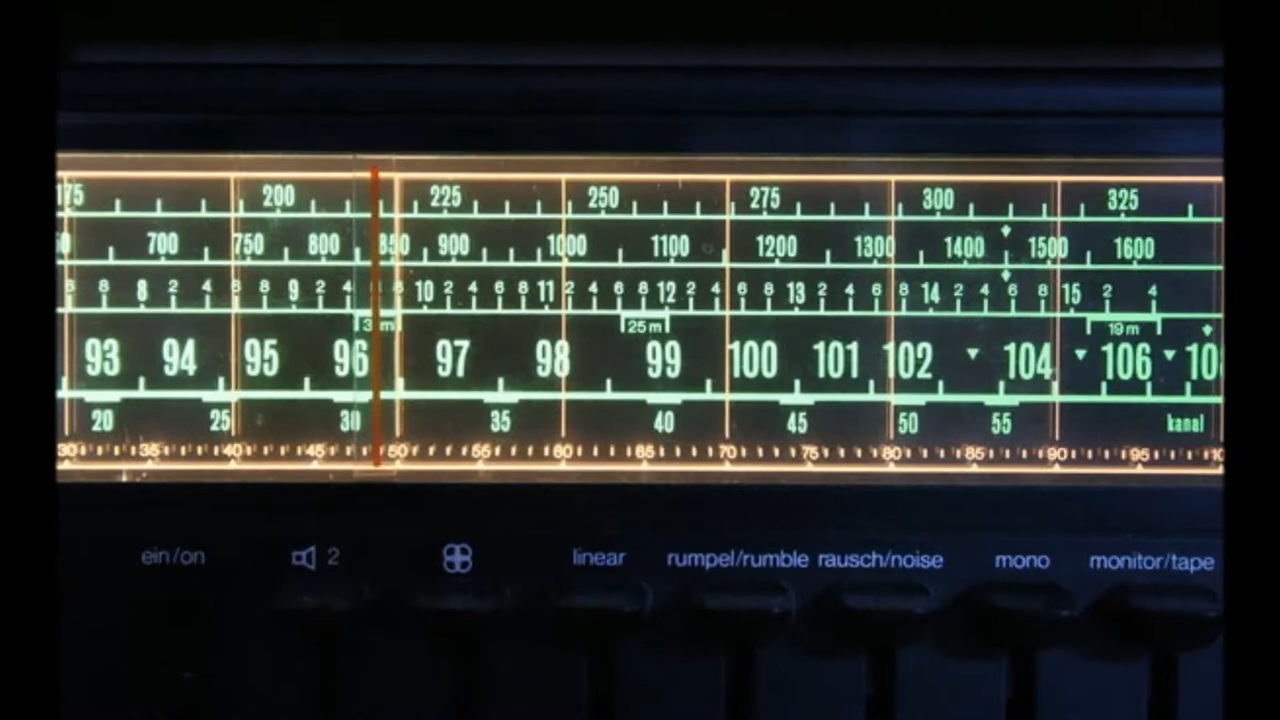 175 200 225 250 275 300 325
700 750 800 850 900 1000 1100 1200 1300 1400 1500 1600
6 8 8 2 4 6 8 9 2 4 8 10 2 4 6 8 11 2 4 6 8 12 2 4 6 8 13 2 4 6 8 14 2 4 6 8 15 2 4
25m 19m
93 94 95 96 97 98 99 100 101 102 104 106
20 25 30 35 40 45 50 55 kanal
30 35 40 45 50 55 60 65 70 75 80 85 90 95
ein/on 2 linear rumpel/rumble rausch/noise mono monitor/tape